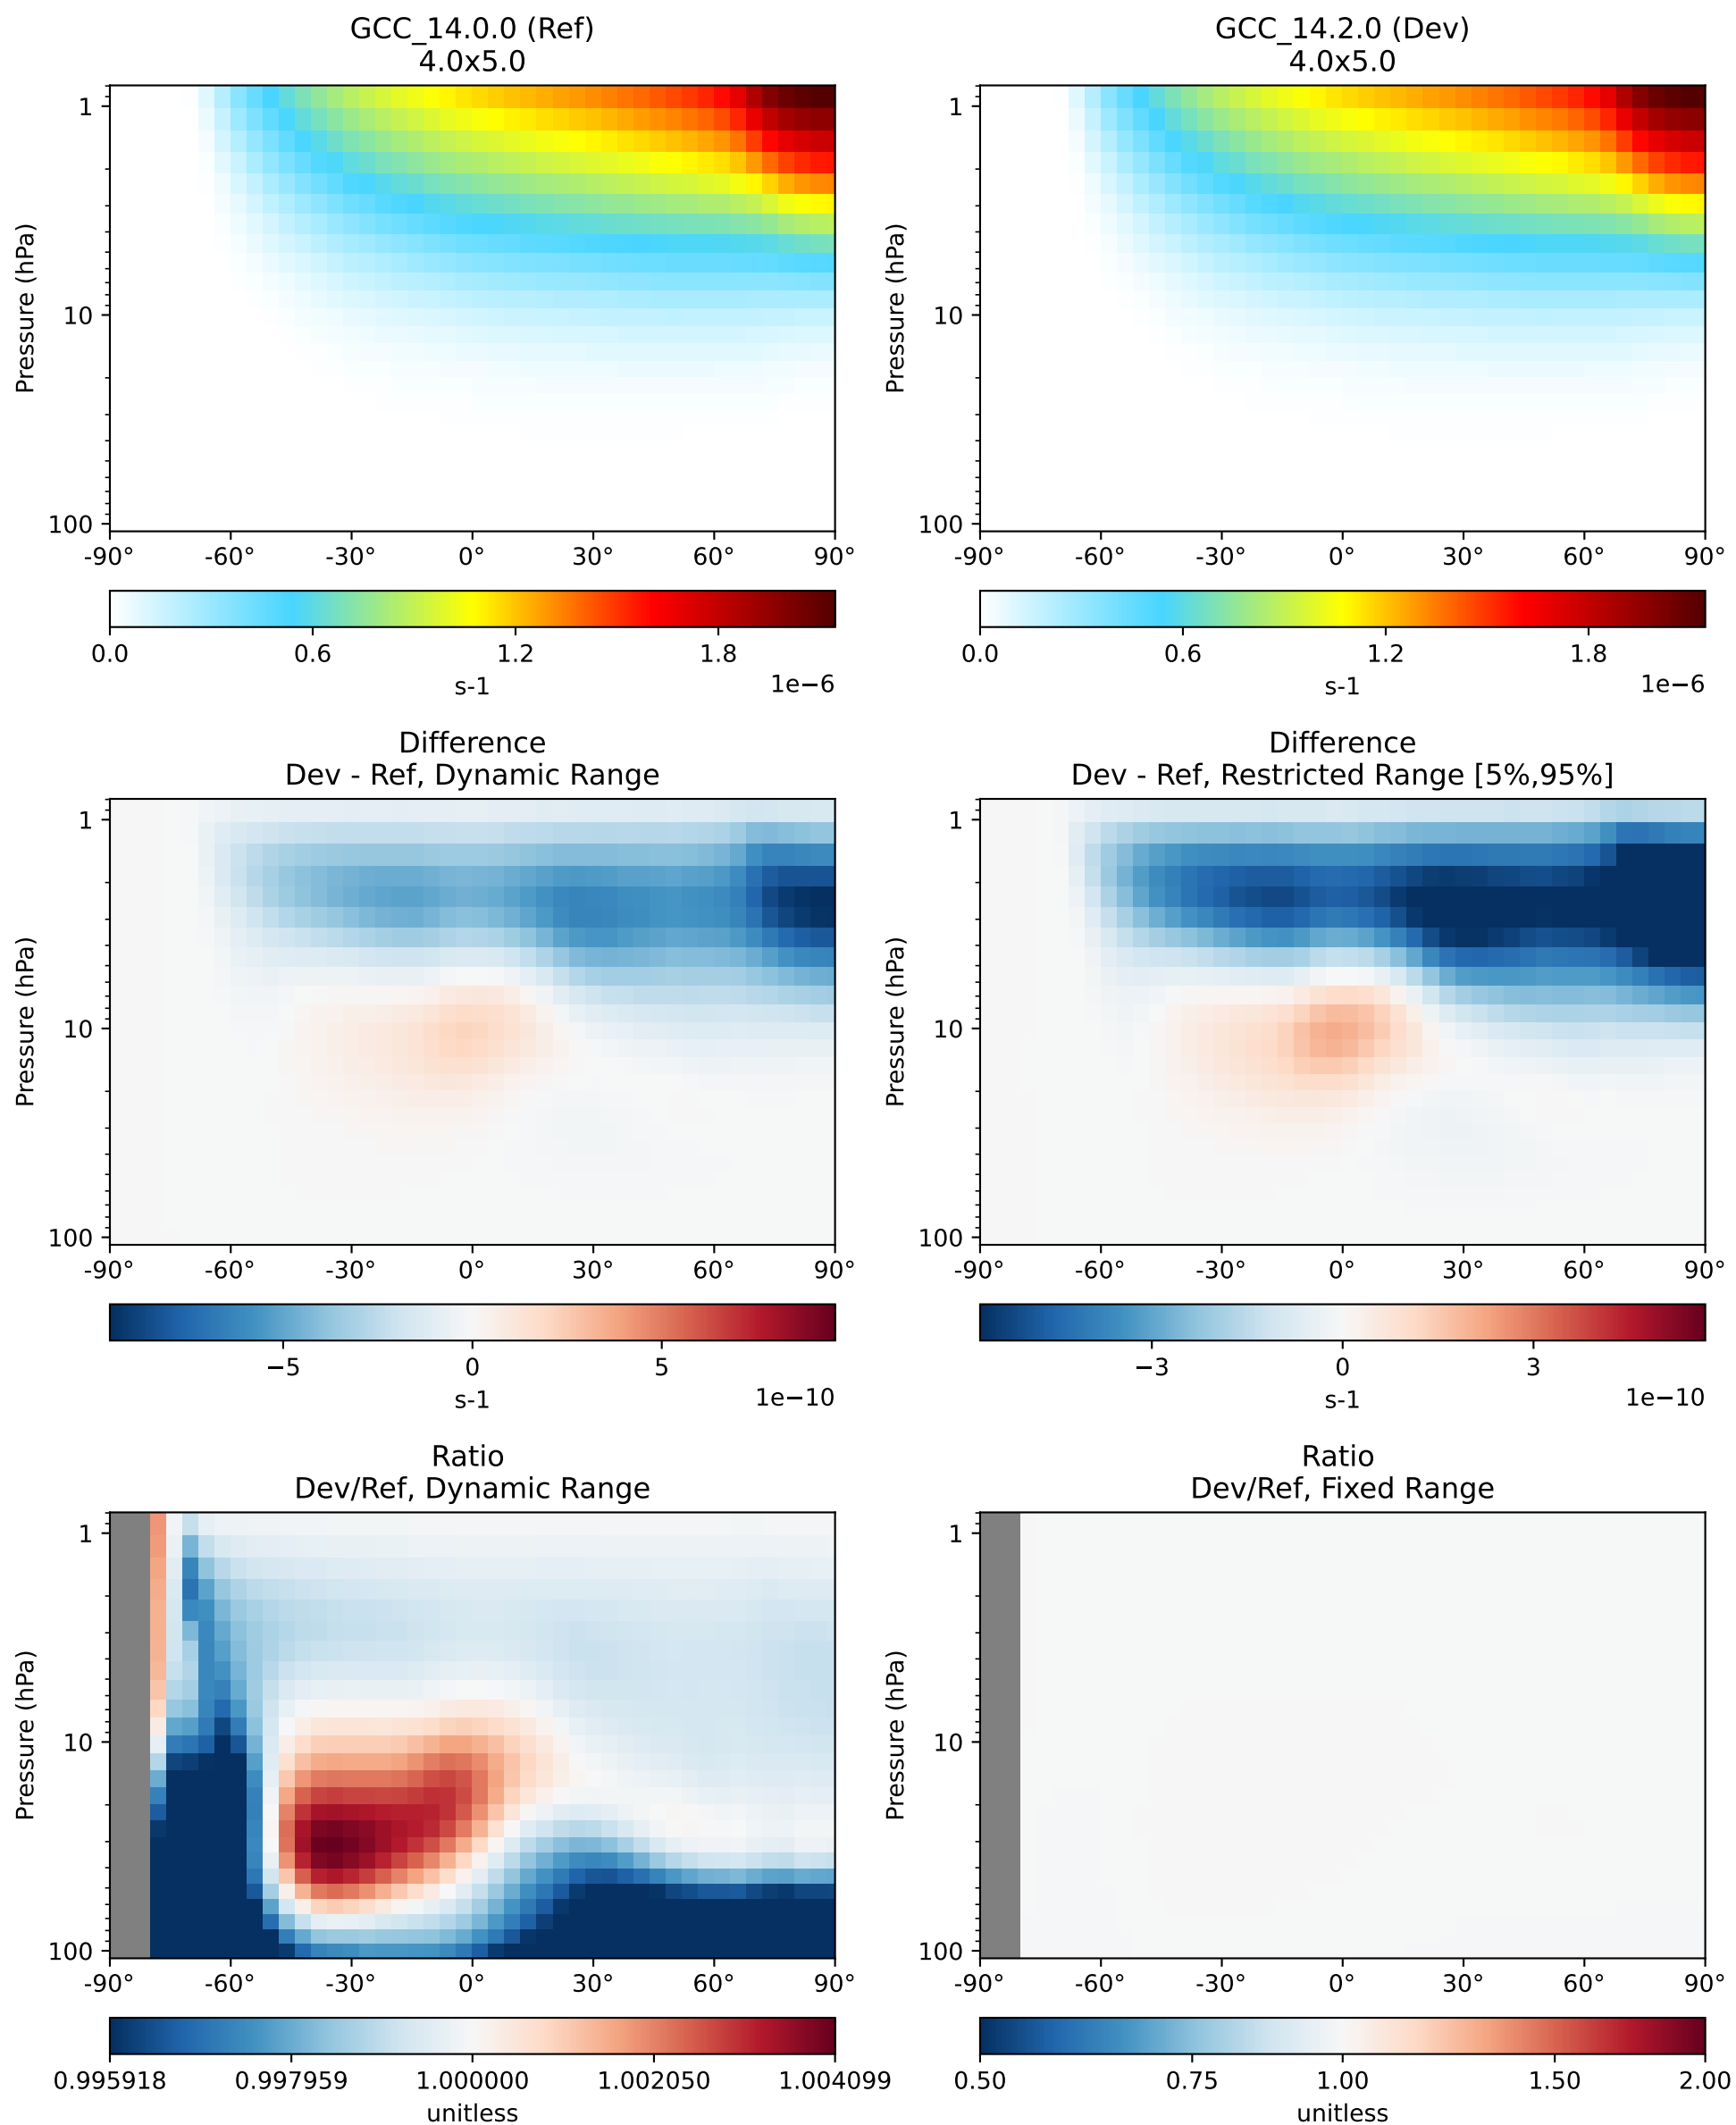 GCC_14.0.0 (Ref)
4.0x5.0
Pressure (hPa)
1
10
100
-90° -60° -30° 0° 30° 60° 90°
0.0 0.6 1.2 1.8
s-1
1e−6
GCC_14.2.0 (Dev)
4.0x5.0
Pressure (hPa)
1
10
100
-90° -60° -30° 0° 30° 60° 90°
0.0 0.6 1.2 1.8
s-1
1e−6
Difference
Dev - Ref, Dynamic Range
Pressure (hPa)
1
10
100
-90° -60° -30° 0° 30° 60° 90°
−5 0 5
s-1
1e−10
Difference
Dev - Ref, Restricted Range [5%,95%]
Pressure (hPa)
1
10
100
-90° -60° -30° 0° 30° 60° 90°
−3 0 3
s-1
1e−10
Ratio
Dev/Ref, Dynamic Range
Pressure (hPa)
1
10
100
-90° -60° -30° 0° 30° 60° 90°
0.995918 0.997959 1.000000 1.002050 1.004099
unitless
Ratio
Dev/Ref, Fixed Range
Pressure (hPa)
1
10
100
-90° -60° -30° 0° 30° 60° 90°
0.50 0.75 1.00 1.50 2.00
unitless